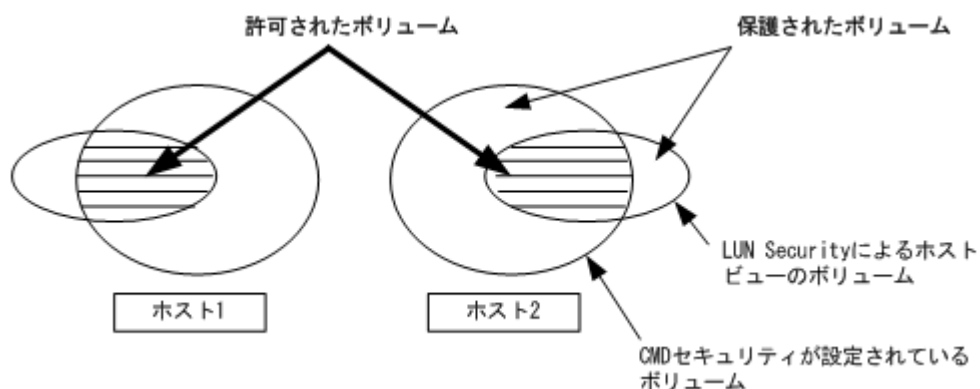 許可されたボリューム
保護されたボリューム
LUN Securityによるホスト
ビューのボリューム
ホスト1
ホスト2
CMDセキュリティが設定されている
ボリューム